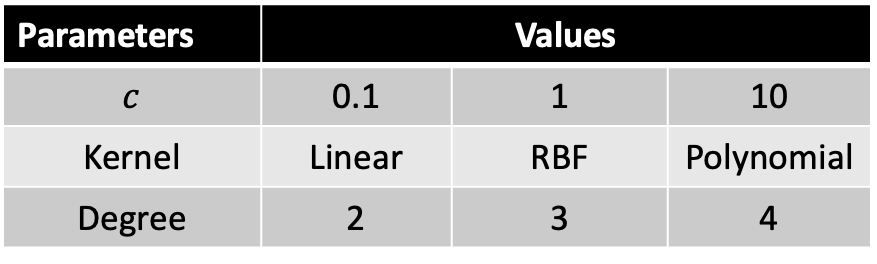 Parameters Values
c 0.1 1 10
Kernel Linear RBF Polynomial
Degree 2 3 4